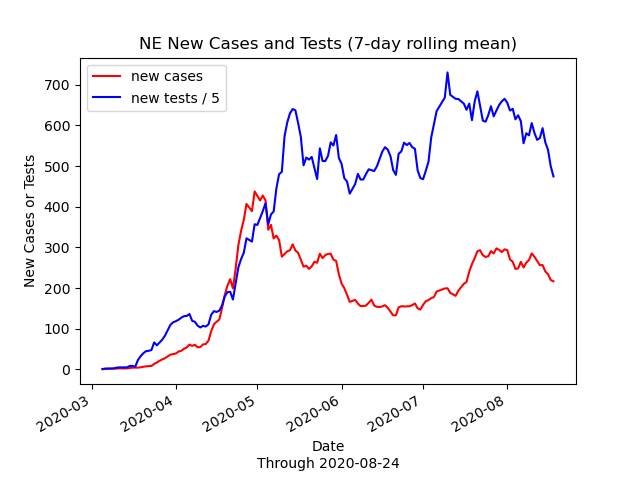 NE New Cases and Tests (7-day rolling mean)
new cases
new tests / 5
700
600
500
400
300
200
100
0
New Cases or Tests
2020-03
2020-04
2020-05
2020-06
2020-07
2020-08
Date
Through 2020-08-24